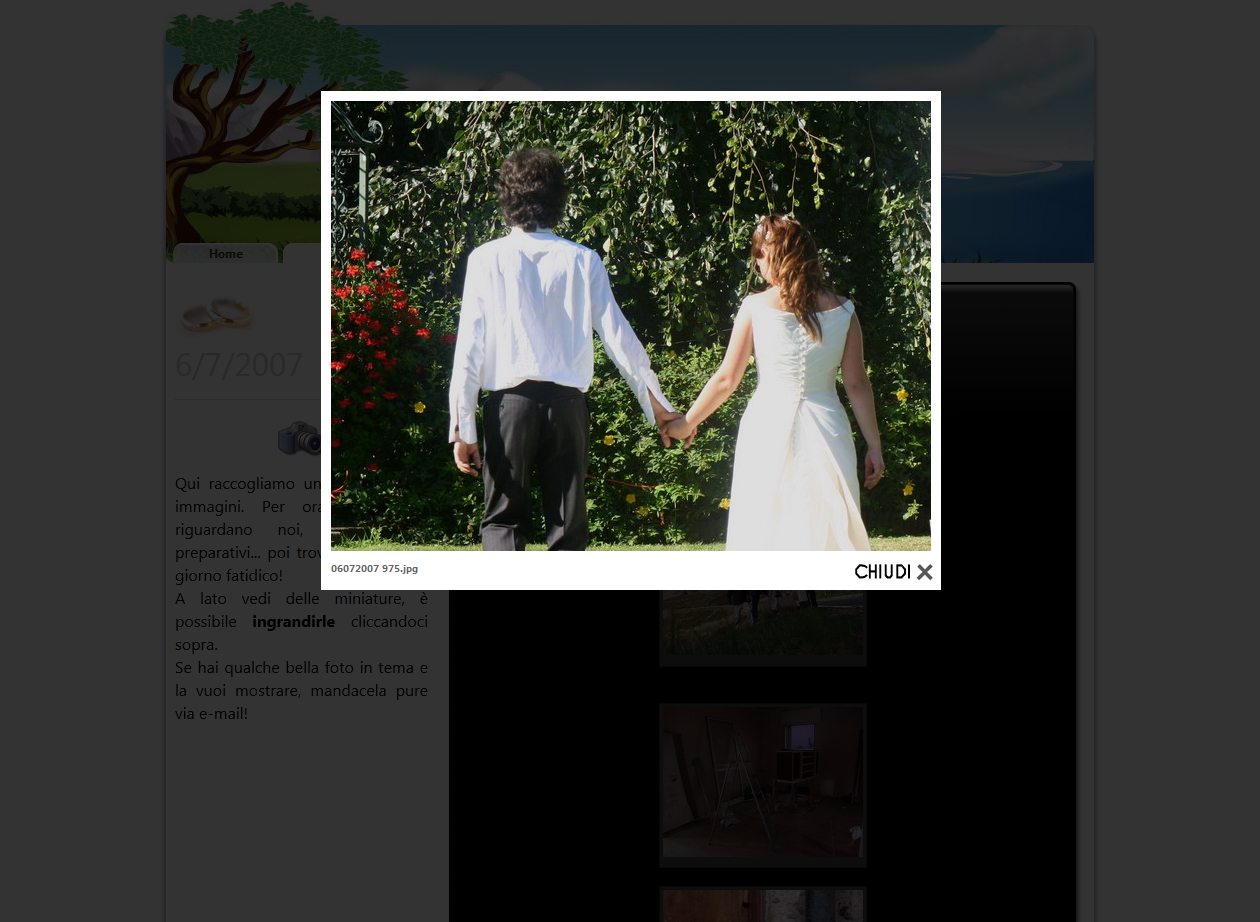 Home
6/7/2007
Qui raccogliamo un
immagini. Per ora
riguardano noi,
preparativi... poi trov
giorno fatidico!
A lato vedi delle miniature, è
possibile ingrandirle cliccandoci
sopra.
Se hai qualche bella foto in tema e
la vuoi mostrare, mandacela pure
via e-mail!
06072007 975.jpg
CHIUDI